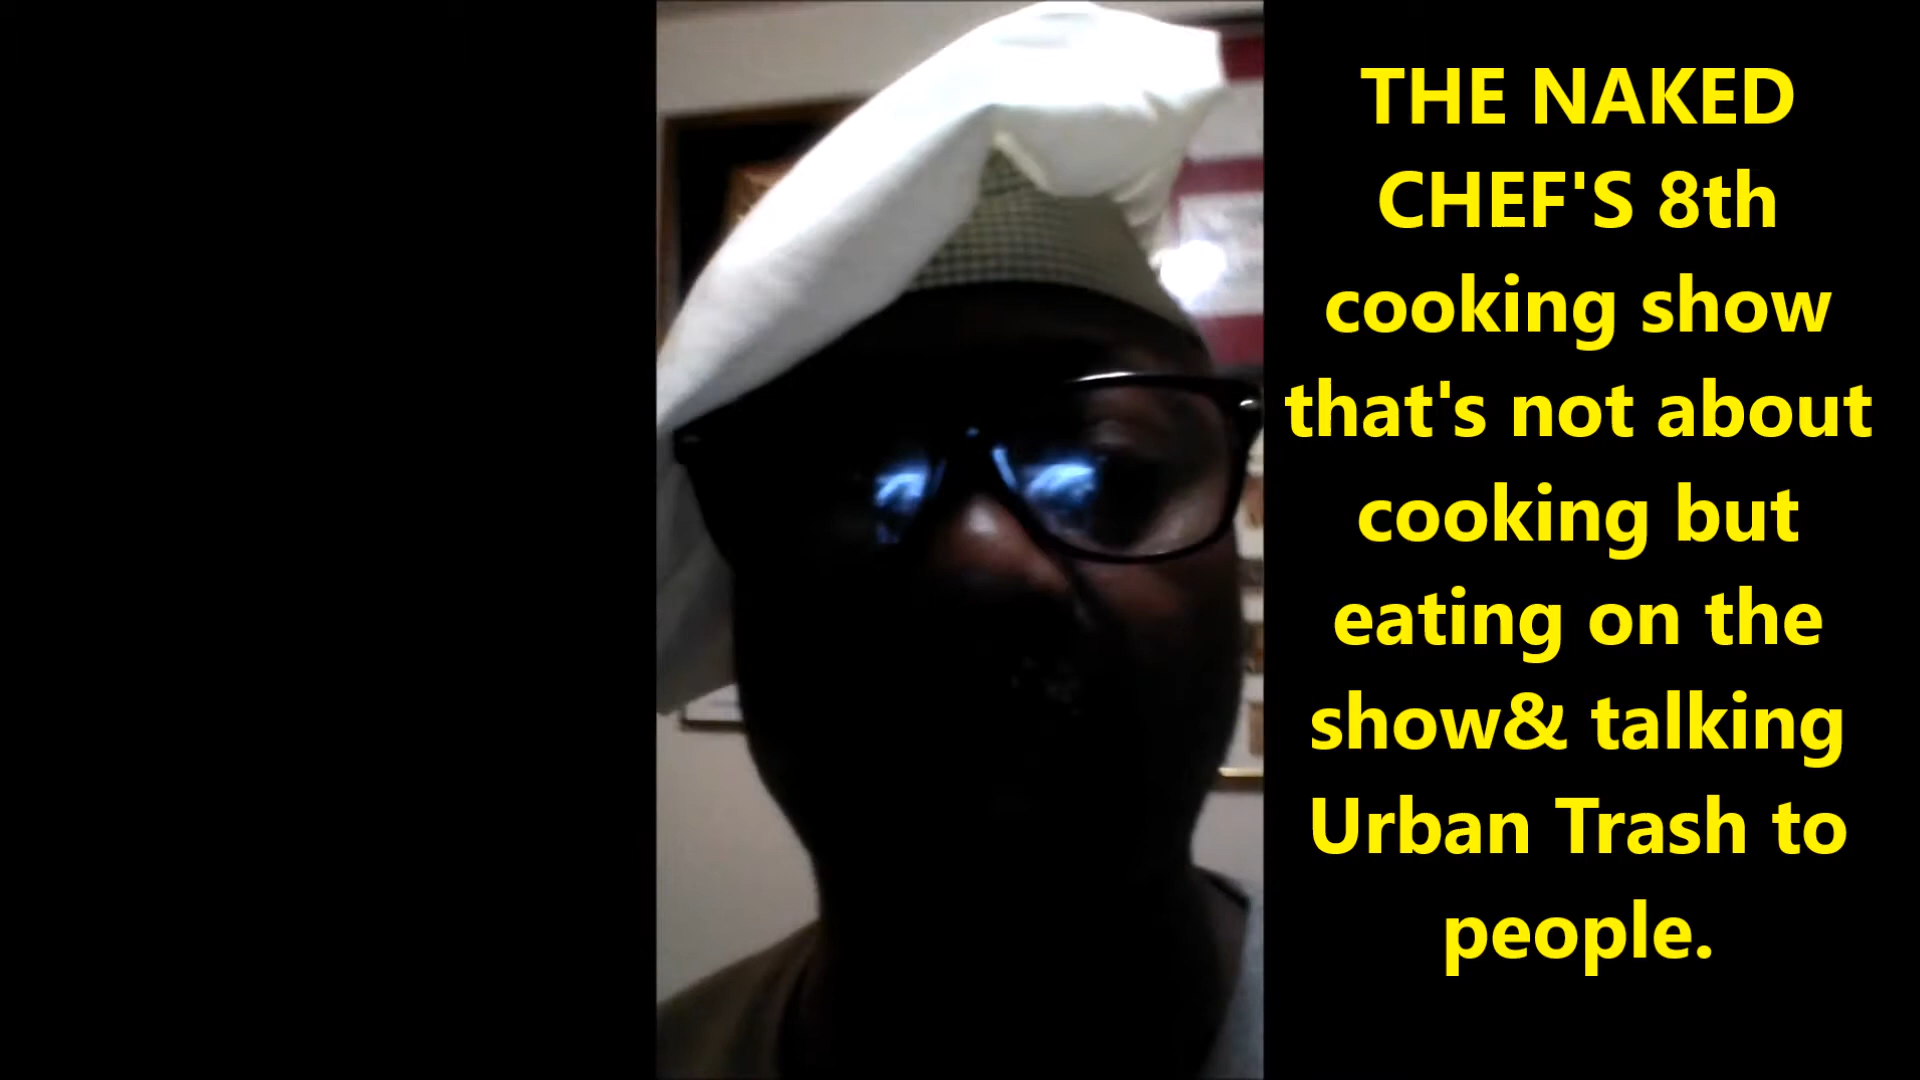 THE NAKED
CHEF'S 8th
cooking show
that's not about
cooking but
eating on the
show& talking
Urban Trash to
people.